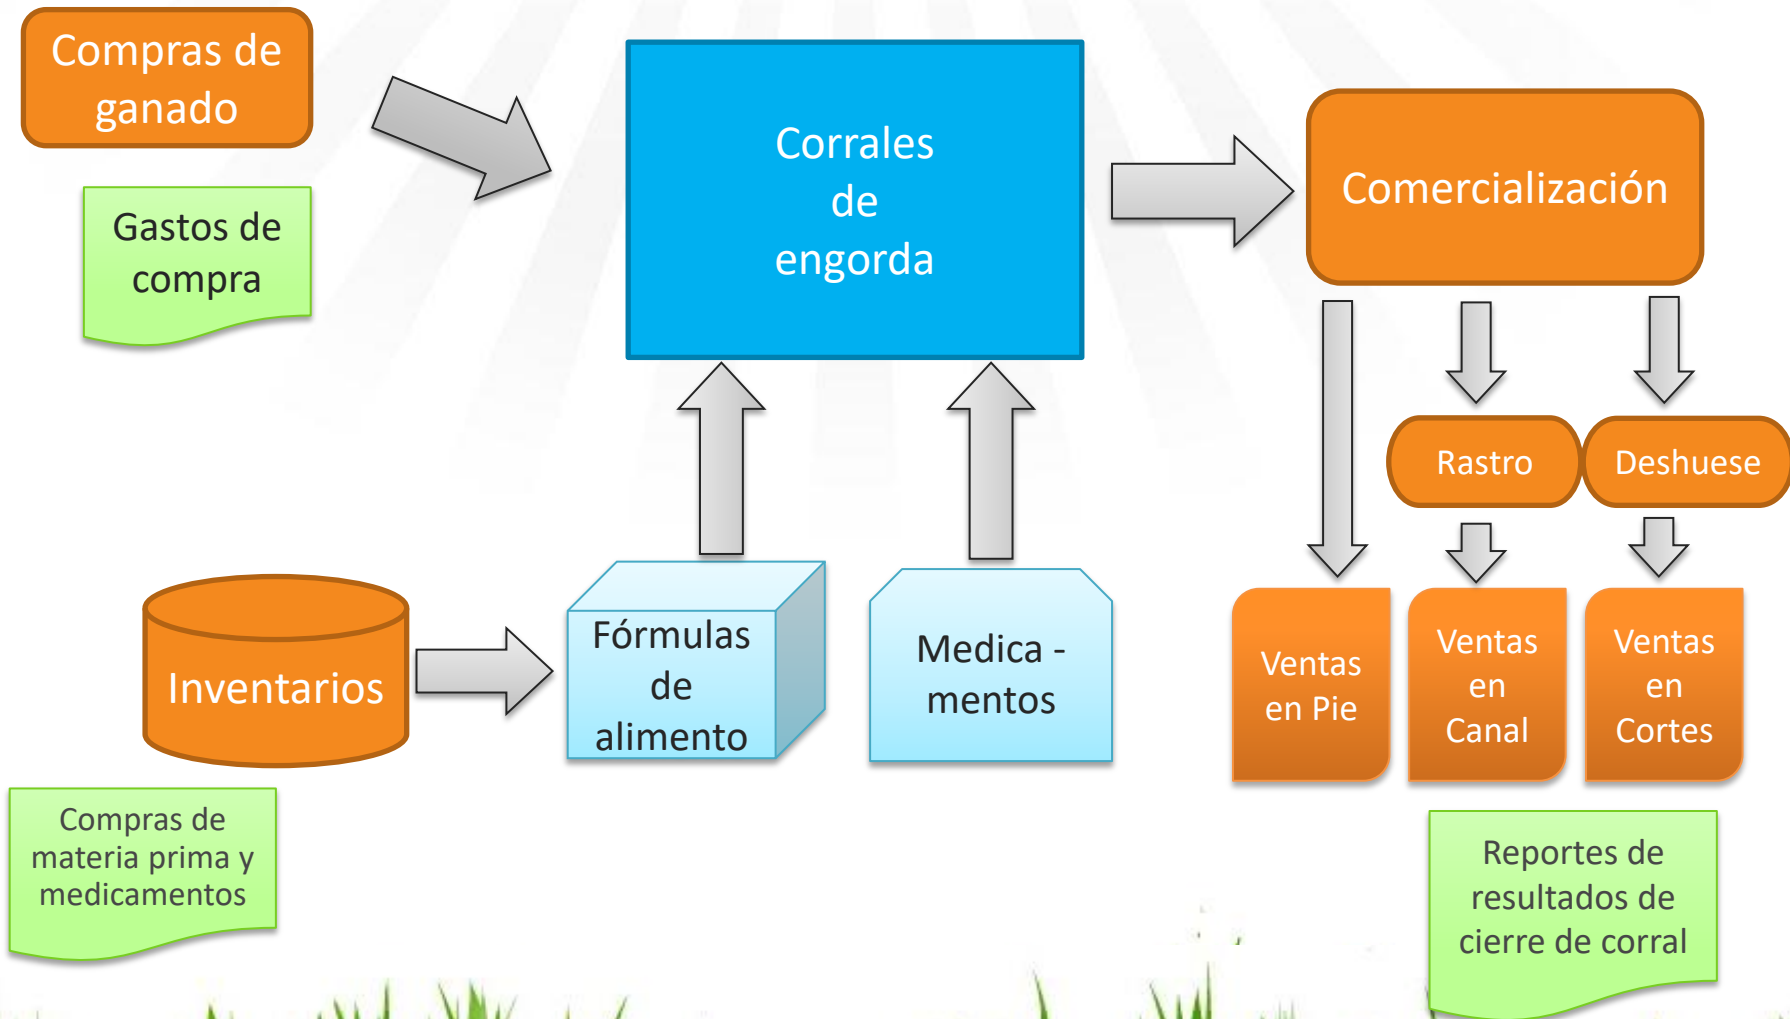 Compras de
ganado
Gastos de
compra
Corrales
de
engorda
Comercialización
Rastro
Deshuese
Inventarios
Fórmulas
de
alimento
Medica -
mentos
Ventas
en Pie
Ventas
en
Canal
Ventas
en
Cortes
Compras de
materia prima y
medicamentos
Reportes de
resultados de
cierre de corral